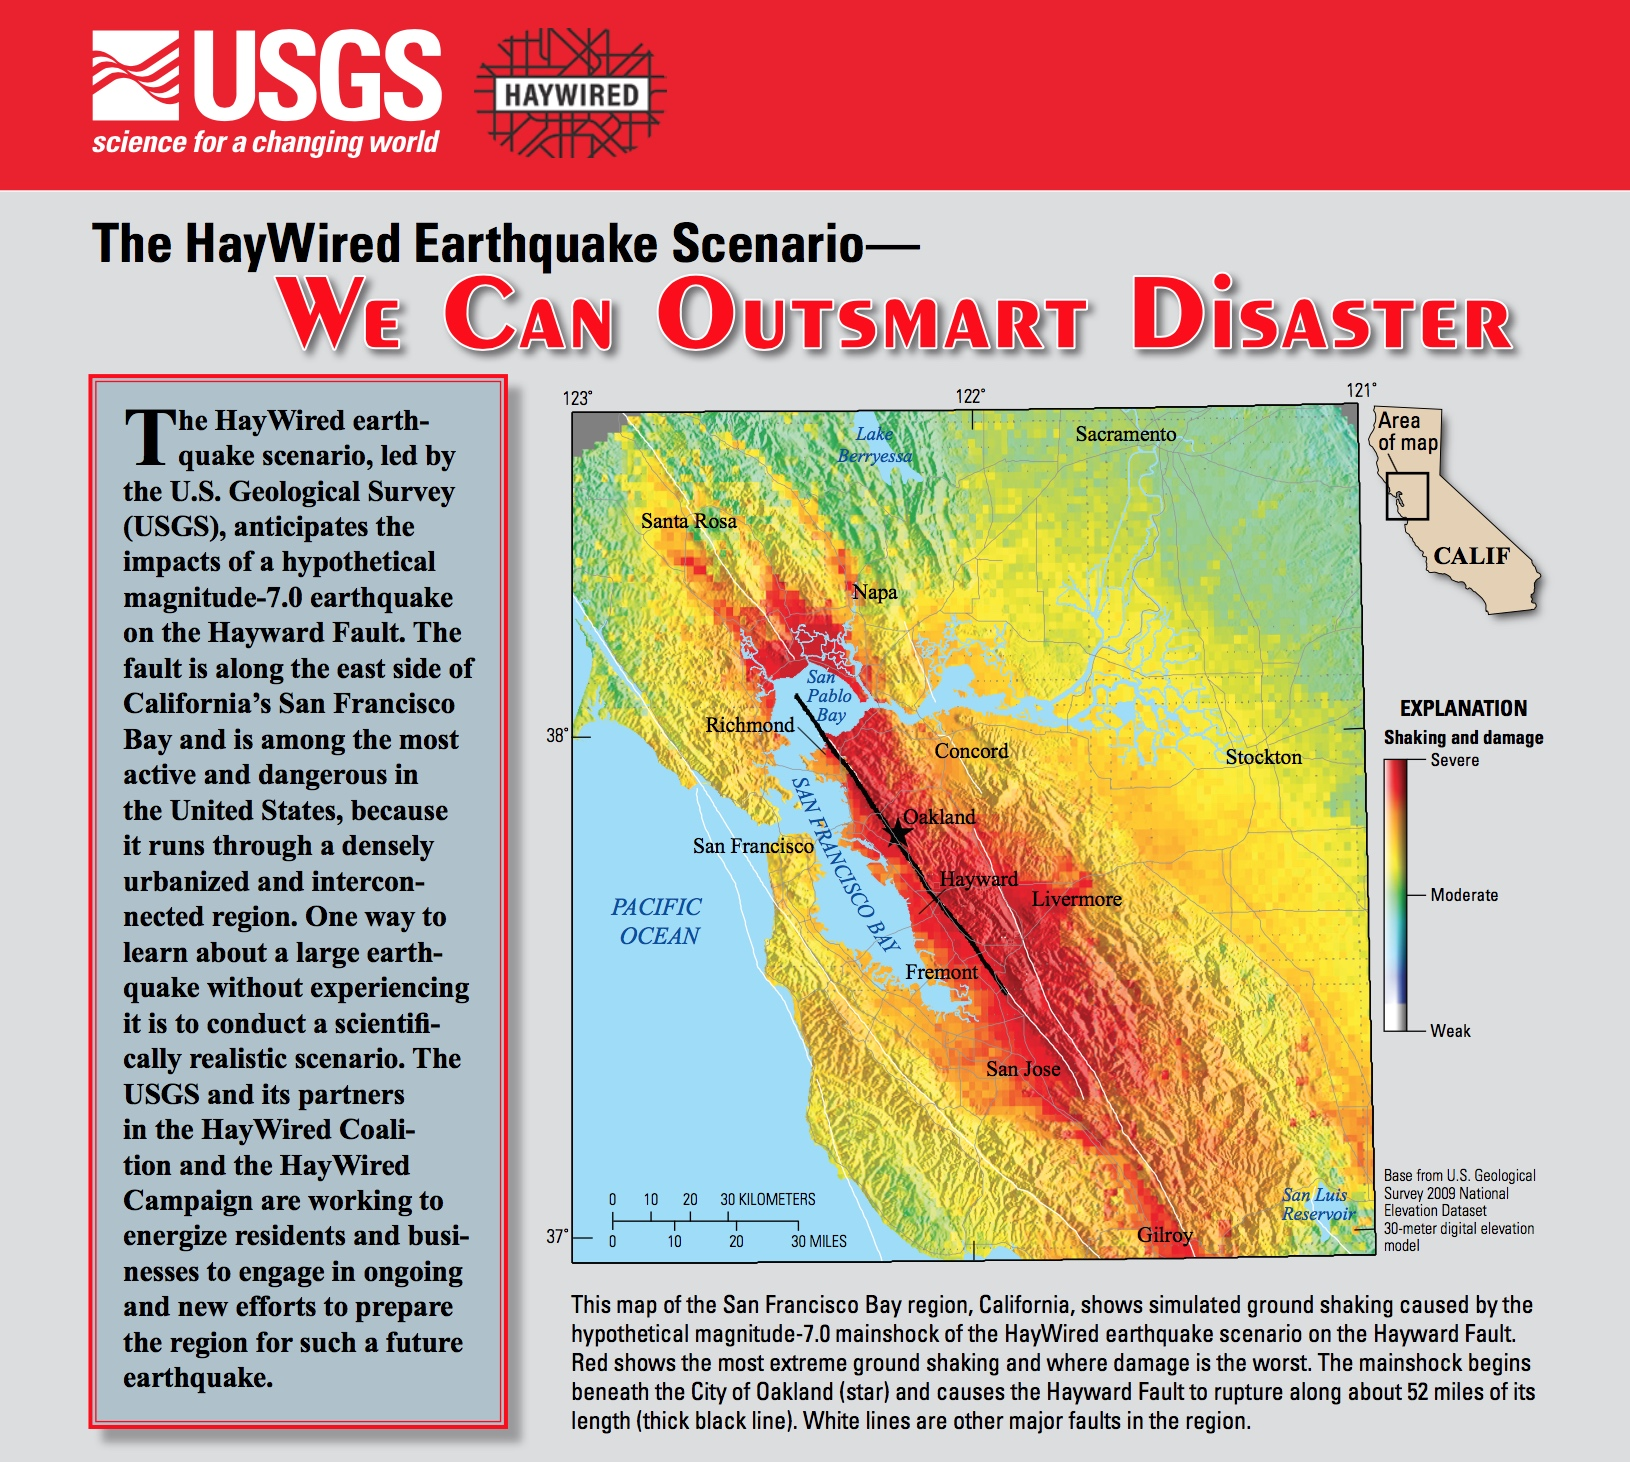 USGS
science for a changing world
HAYWIRED
The HayWired Earthquake Scenario—
We Can Outsmart Disaster
The HayWired earth-
quake scenario, led by
the U.S. Geological Survey
(USGS), anticipates the
impacts of a hypothetical
magnitude-7.0 earthquake
on the Hayward Fault. The
fault is along the east side of
California’s San Francisco
Bay and is among the most
active and dangerous in
the United States, because
it runs through a densely
urbanized and intercon-
nected region. One way to
learn about a large earth-
quake without experiencing
it is to conduct a scientifi-
cally realistic scenario. The
USGS and its partners
in the HayWired Coali-
tion and the HayWired
Campaign are working to
energize residents and busi-
nesses to engage in ongoing
and new efforts to prepare
the region for such a future
earthquake.
123°
122°
121°
38°
37°
Lake
Berryessa
Sacramento
Santa Rosa
Napa
San
Pablo
Bay
Richmond
Concord
Stockton
Oakland
San Francisco
SAN FRANCISCO BAY
Hayward
Livermore
PACIFIC
OCEAN
Fremont
San Jose
San Luis
Reservoir
Gilroy
0 10 20 30 KILOMETERS
0 10 20 30 MILES
Area
of map
CALIF
EXPLANATION
Shaking and damage
Severe
Moderate
Weak
Base from U.S. Geological
Survey 2009 National
Elevation Dataset
30-meter digital elevation
model
This map of the San Francisco Bay region, California, shows simulated ground shaking caused by the
hypothetical magnitude-7.0 mainshock of the HayWired earthquake scenario on the Hayward Fault.
Red shows the most extreme ground shaking and where damage is the worst. The mainshock begins
beneath the City of Oakland (star) and causes the Hayward Fault to rupture along about 52 miles of its
length (thick black line). White lines are other major faults in the region.